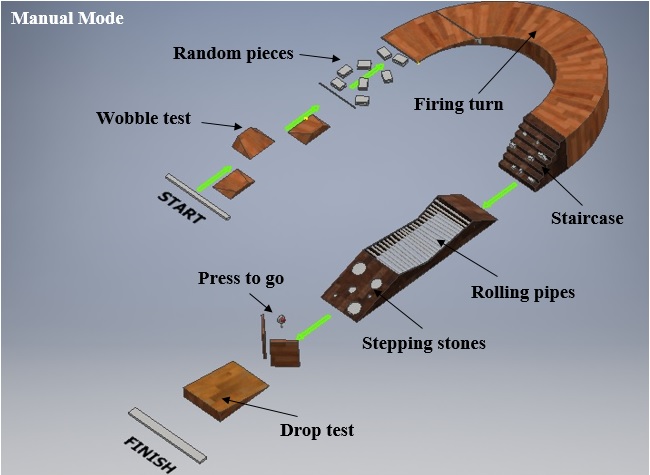 Manual Mode
Random pieces
Firing turn
Wobble test
START
Staircase
Rolling pipes
Press to go
Stepping stones
Drop test
FINISH